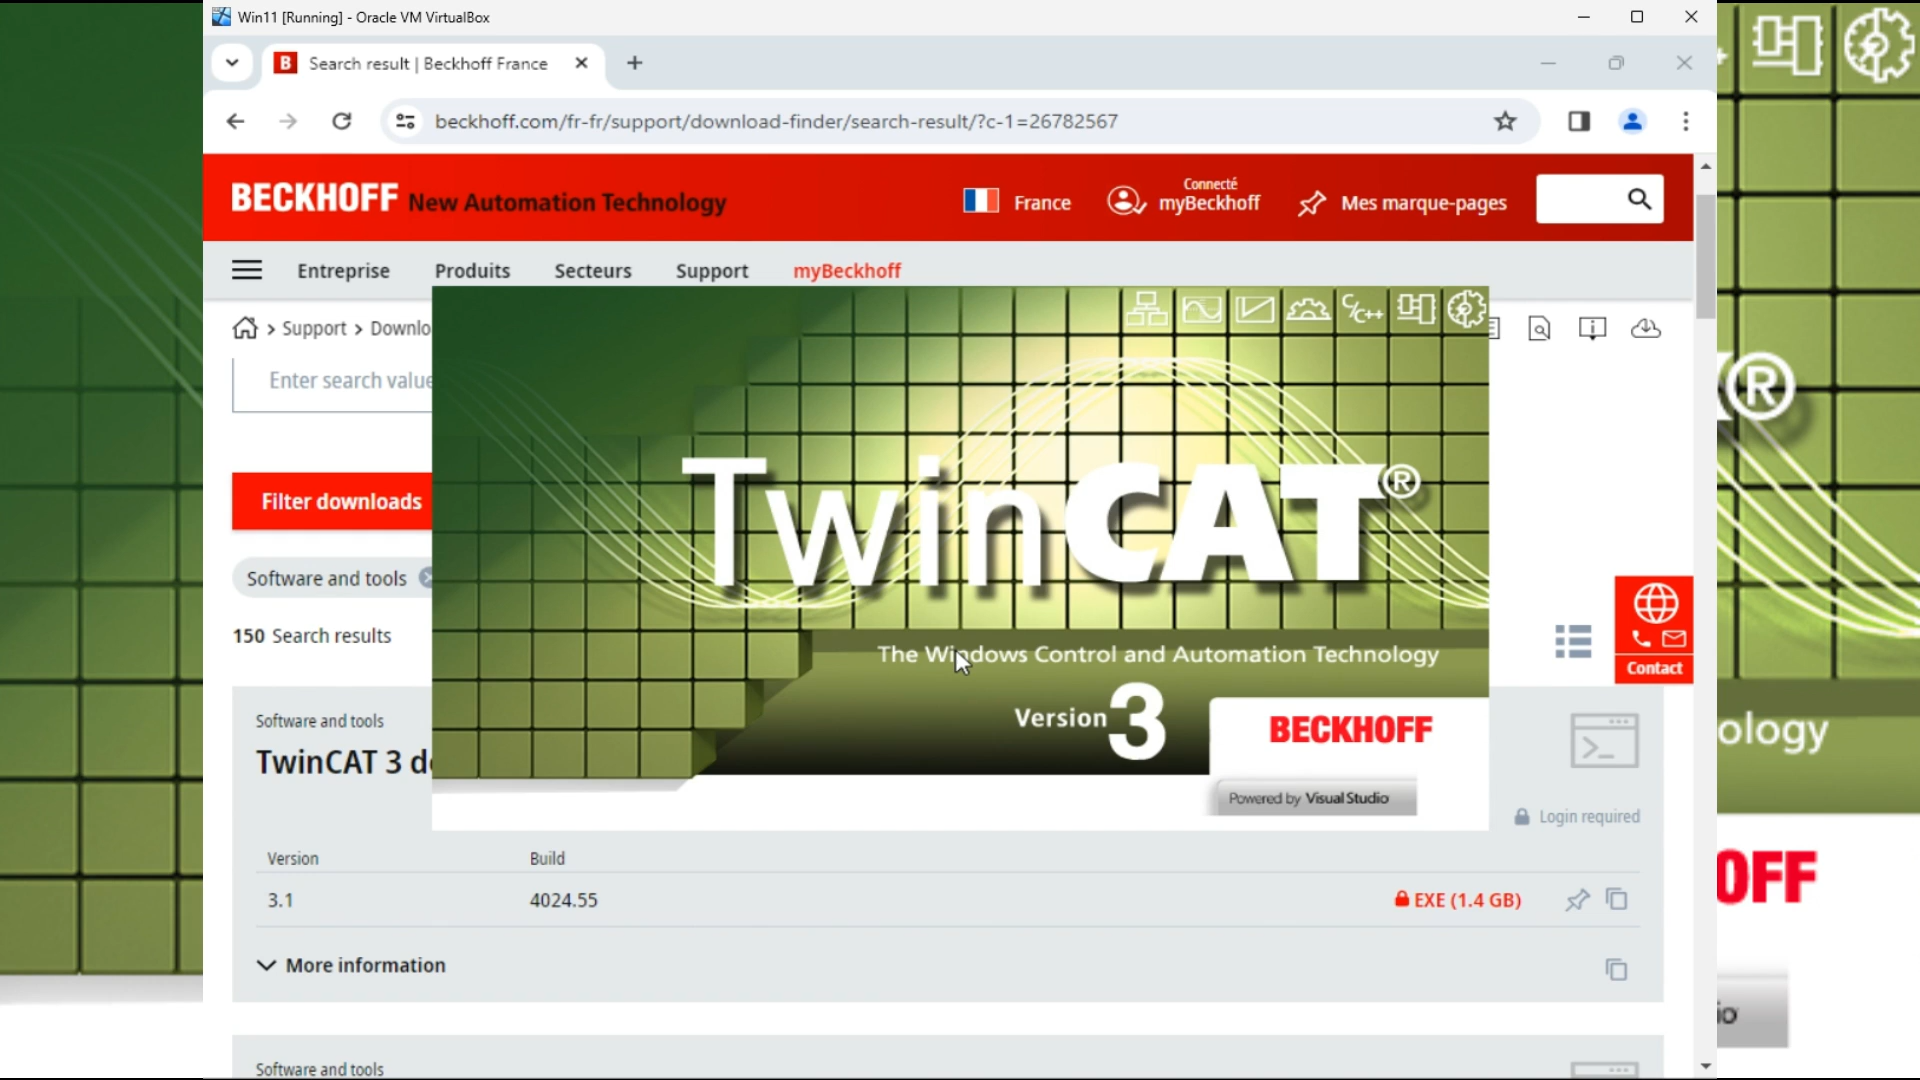 Win11 [Running] - Oracle VM VirtualBox
Search result | Beckhoff France
beckhoff.com/fr-fr/support/download-finder/search-result/?c-1=26782567
BECKHOFF New Automation Technology
France
Connecté
myBeckhoff
Mes marque-pages
Entreprise
Produits
Secteurs
Support
myBeckhoff
> Support > Downlo
Enter search value
C/C++
TwinCAT®
®
Filter downloads
Software and tools
150 Search results
The Windows Control and Automation Technology
Contact
Version 3
BECKHOFF
ology
Software and tools
TwinCAT 3 d
Powered by Visual Studio
Login required
Version
Build
3.1
4024.55
EXE (1.4 GB)
OFF
More information
io
Software and tools